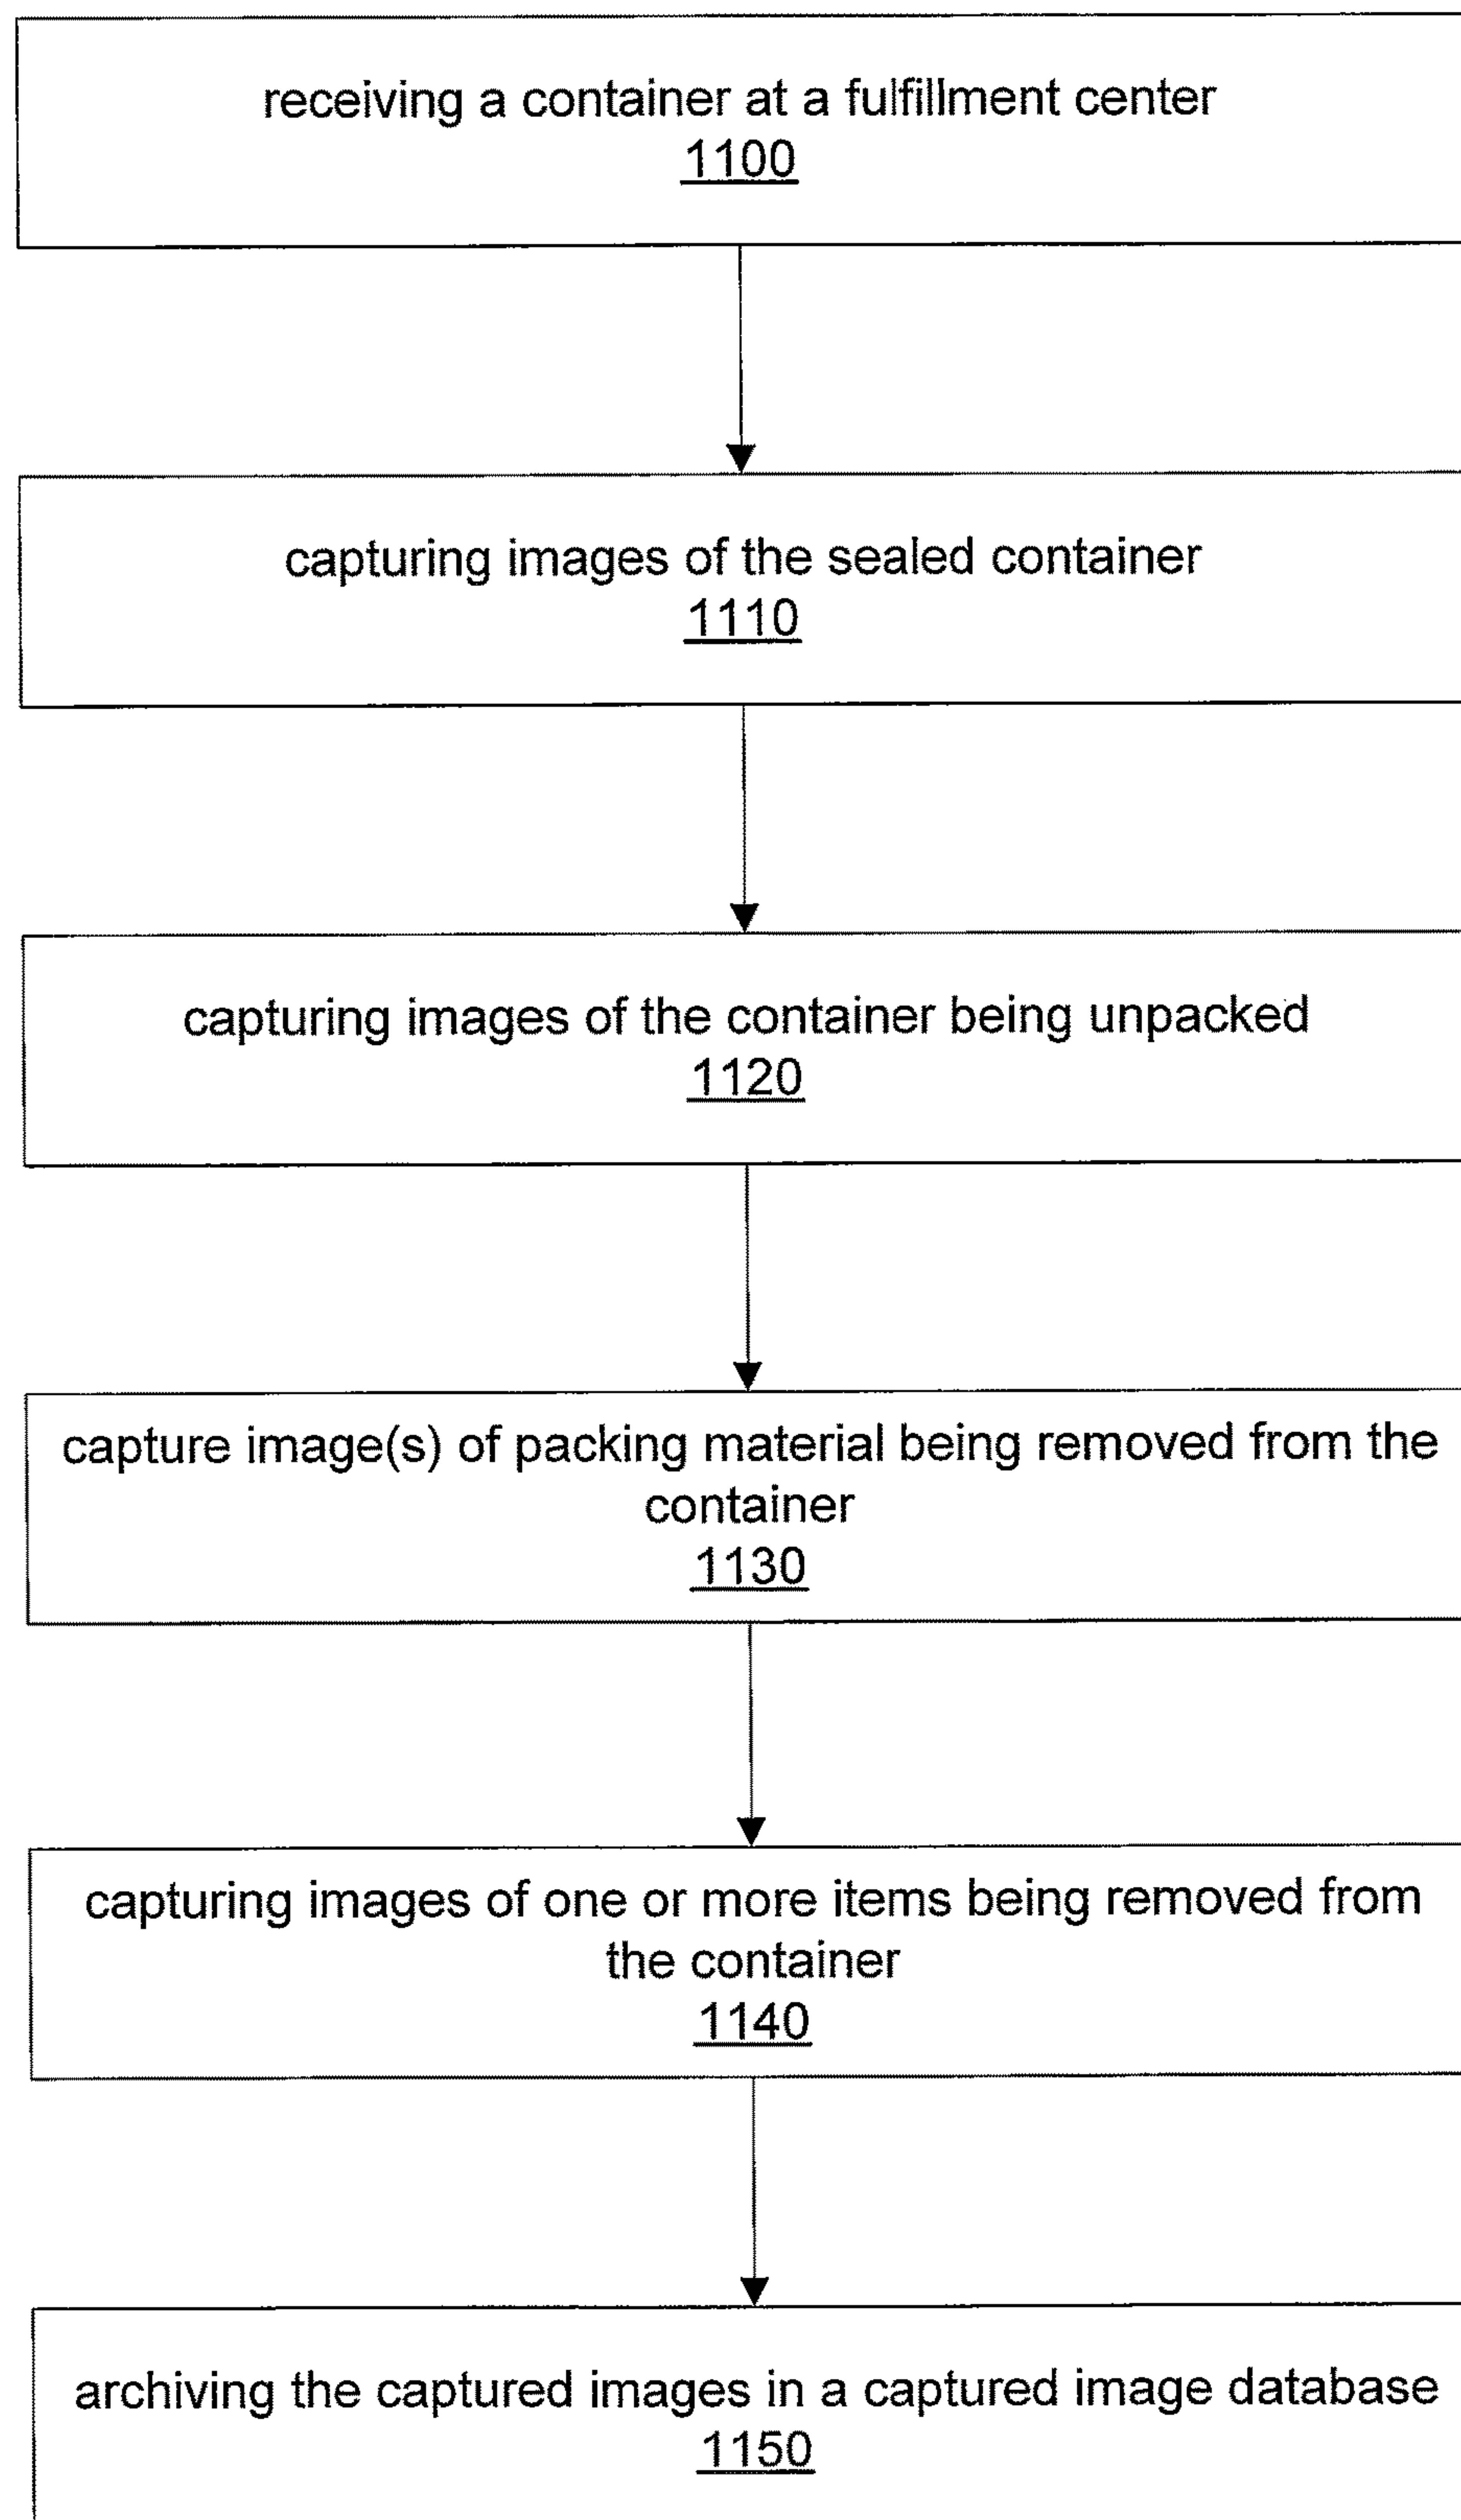 receiving a container at a fulfillment center
1100
capturing images of the sealed container
1110
capturing images of the container being unpacked
1120
capture image(s) of packing material being removed from the
container
1130
capturing images of one or more items being removed from
the container
1140
archiving the captured images in a captured image database
1150